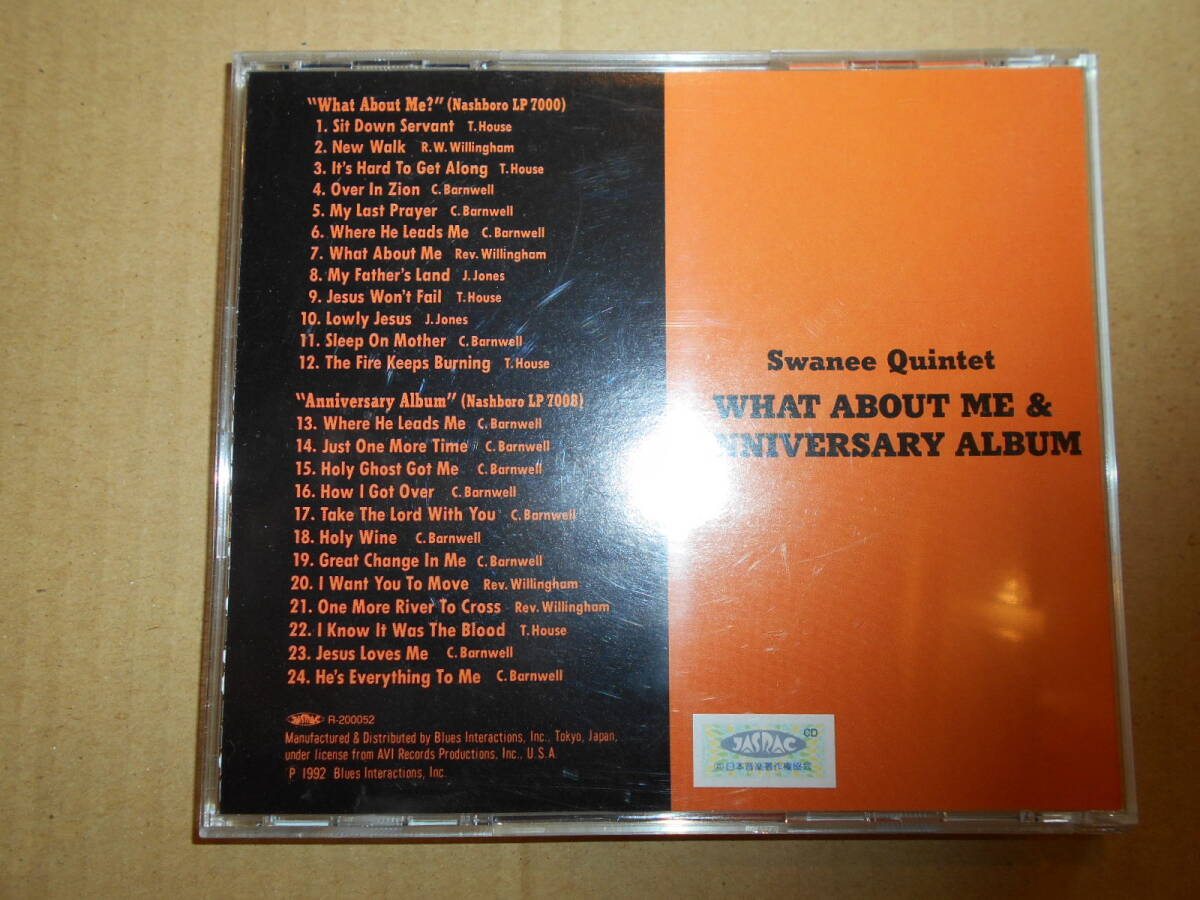 "What About Me?" (Nashboro LP 7000)
1. Sit Down Servant T. House
2. New Walk R. W. Willingham
3. It's Hard To Get Along T. House
4. Over In Zion C. Barnwell
5. My Last Prayer C. Barnwell
6. Where He Leads Me C. Barnwell
7. What About Me Rev. Willingham
8. My Father's Land J. Jones
9. Jesus Won't Fail T. House
10. Lowly Jesus J. Jones
11. Sleep On Mother C. Barnwell
12. The Fire Keeps Burning T. House
"Anniversary Album" (Nashboro LP 7008)
13. Where He Leads Me C. Barnwell
14. Just One More Time C. Barnwell
15. Holy Ghost Got Me C. Barnwell
16. How I Got Over C. Barnwell
17. Take The Lord With You C. Barnwell
18. Holy Wine C. Barnwell
19. Great Change In Me C. Barnwell
20. I Want You To Move Rev. Willingham
21. One More River To Cross Rev. Willingham
22. I Know It Was The Blood T. House
23. Jesus Loves Me C. Barnwell
24. He's Everything To Me C. Barnwell
JASRAC R-200052
Manufactured & Distributed by Blues Interactions, Inc., Tokyo, Japan,
under license from AVI Records Productions, Inc., U.S.A.
P 1992 Blues Interactions, Inc.
Swanee Quintet
WHAT ABOUT ME &
ANNIVERSARY ALBUM
JASRAC
CD